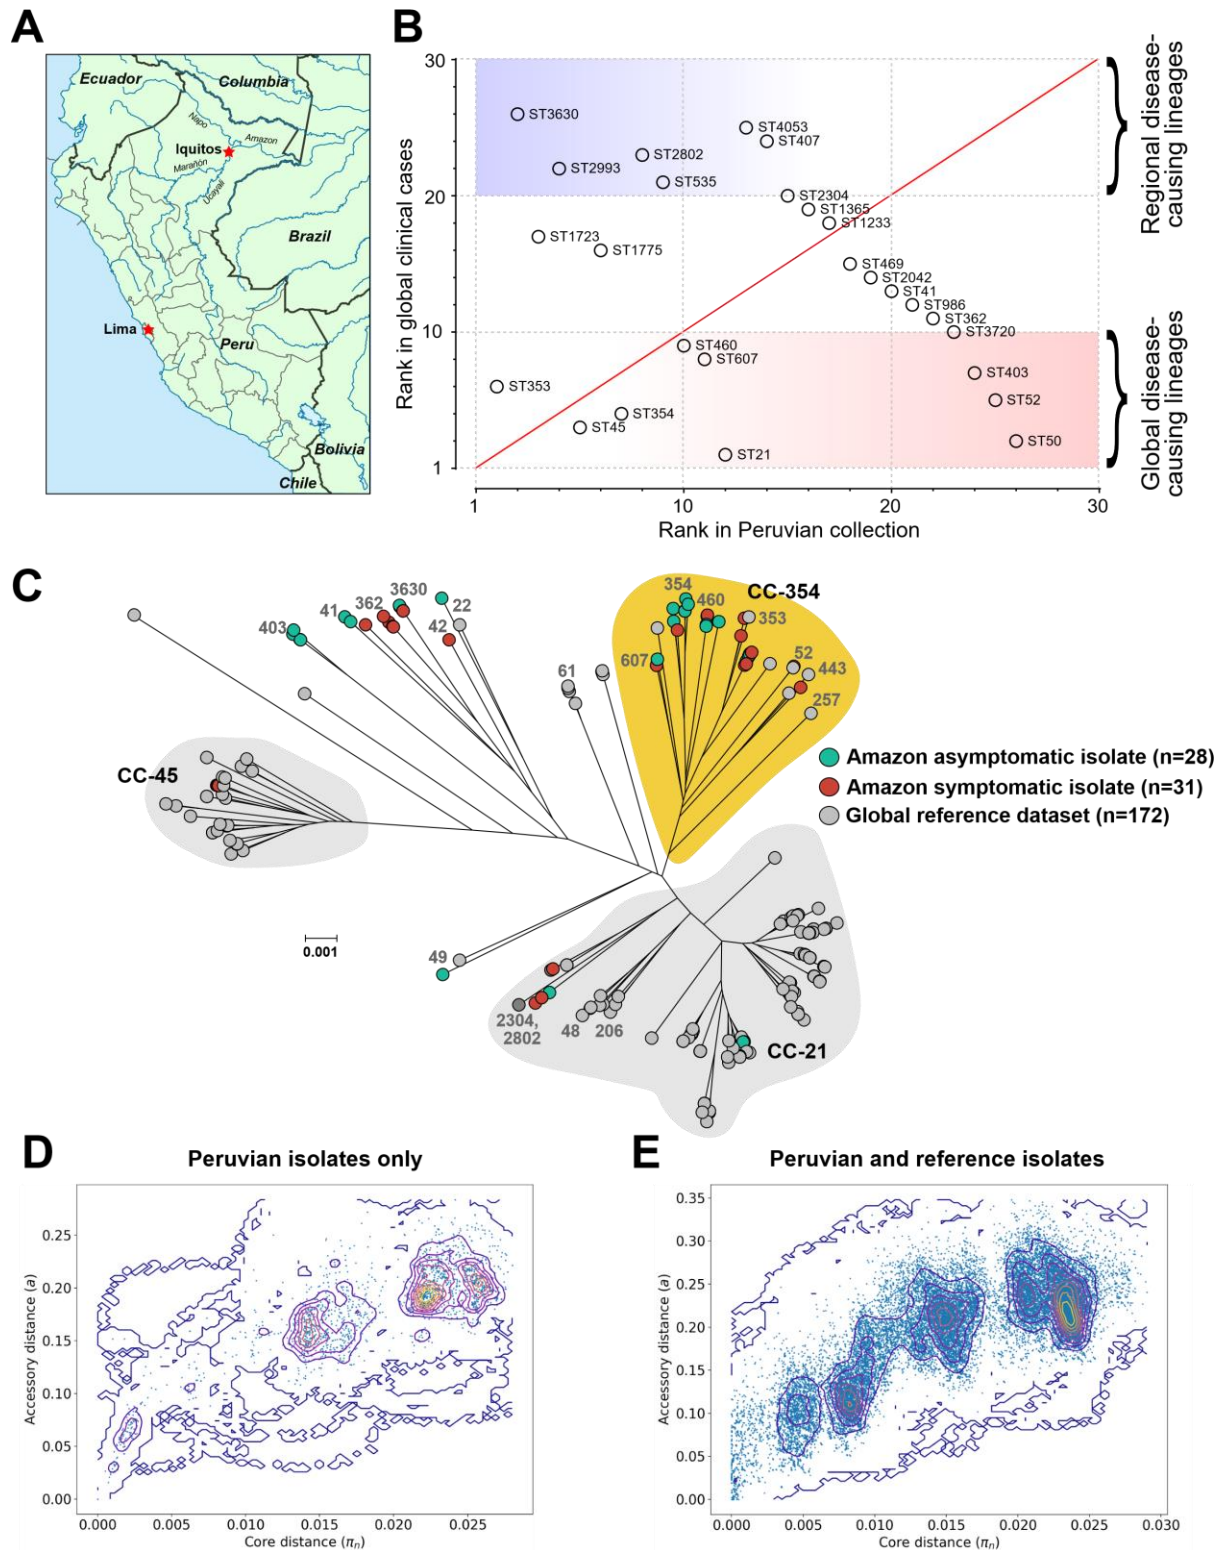 A
Ecuador
Columbia
Napo
Amazon
Iquitos
Marañón
Ucayali
Brazil
Lima
Peru
Bolivia
Chile
B
Rank in global clinical cases
30
20
10
1
ST3630
ST4053
ST407
ST2802
ST2993
ST535
ST2304
ST1365
ST1233
ST1723
ST1775
ST469
ST2042
ST41
ST986
ST362
ST3720
ST460
ST607
ST403
ST353
ST52
ST354
ST45
ST50
ST21
1
10
20
30
Rank in Peruvian collection
Regional disease-
causing lineages
Global disease-
causing lineages
C
403
41
362
3630
22
42
61
354
460
CC-354
353
607
52
443
257
CC-45
Amazon asymptomatic isolate (n=28)
Amazon symptomatic isolate (n=31)
Global reference dataset (n=172)
0.001
49
2304,
2802
48
206
CC-21
D
Peruvian isolates only
Accessory distance (a)
0.25
0.20
0.15
0.10
0.05
0.00
0.000
0.005
0.010
0.015
0.020
0.025
Core distance (πn)
E
Peruvian and reference isolates
Accessory distance (a)
0.35
0.30
0.25
0.20
0.15
0.10
0.05
0.00
0.000
0.005
0.010
0.015
0.020
0.025
0.030
Core distance (πn)